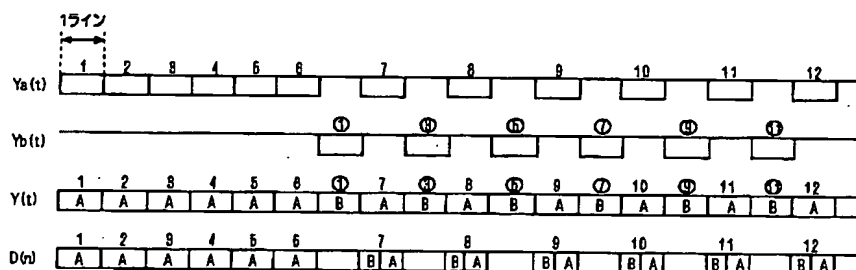 1ライン
1 2 3 4 5 6 7 8 9 10 11 12
Ya(t)
① ③ ⑤ ⑦ ⑨ ⑪
Yb(t)
1 2 3 4 5 6 ① 7 ③ 8 ⑤ 9 ⑦ 10 ⑨ 11 ⑪ 12
Y(t) A A A A A A B A B A B A B A B A B A
1 2 3 4 5 6 7 8 9 10 11 12
D(n) A A A A A A B A B A B A B A B A B A